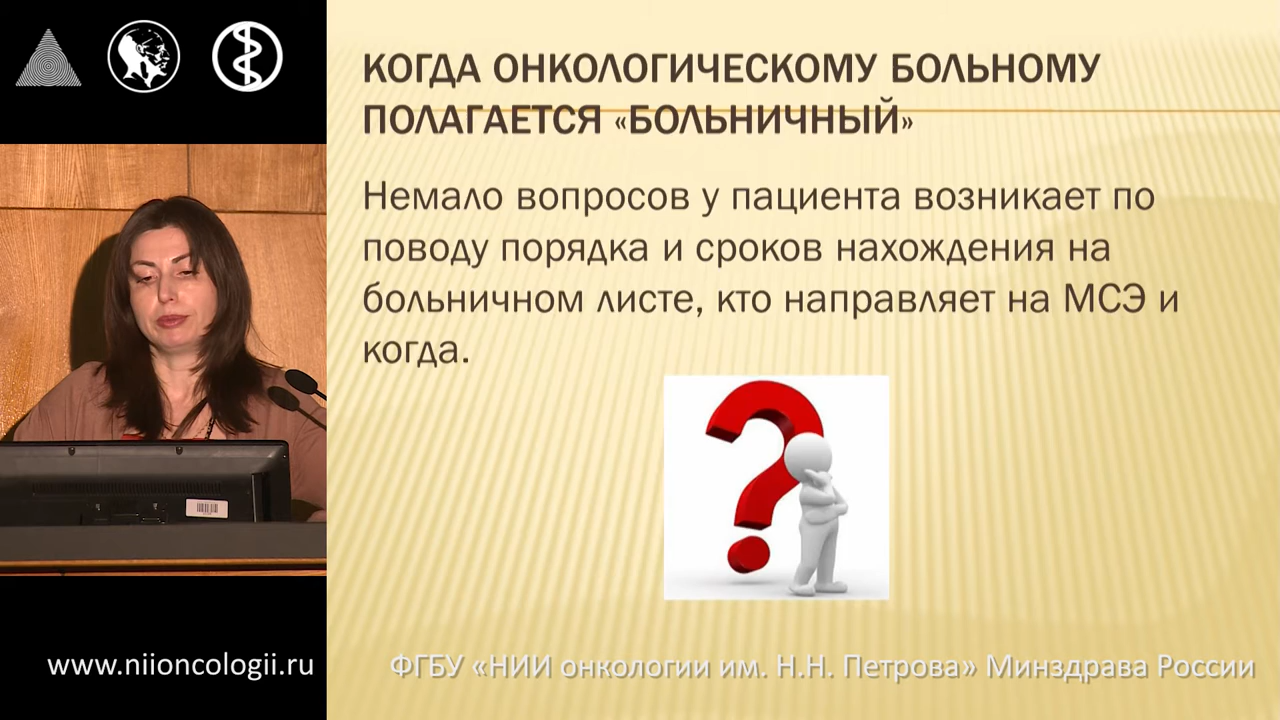 КОГДА ОНКОЛОГИЧЕСКОМУ БОЛЬНОМУ
ПОЛАГАЕТСЯ «БОЛЬНИЧНЫЙ»
Немало вопросов у пациента возникает по
поводу порядка и сроков нахождения на
больничном листе, кто направляет на МСЭ и
когда.
www.niioncologii.ru
ФГБУ «НИИ онкологии им. Н.Н. Петрова» Минздрава России